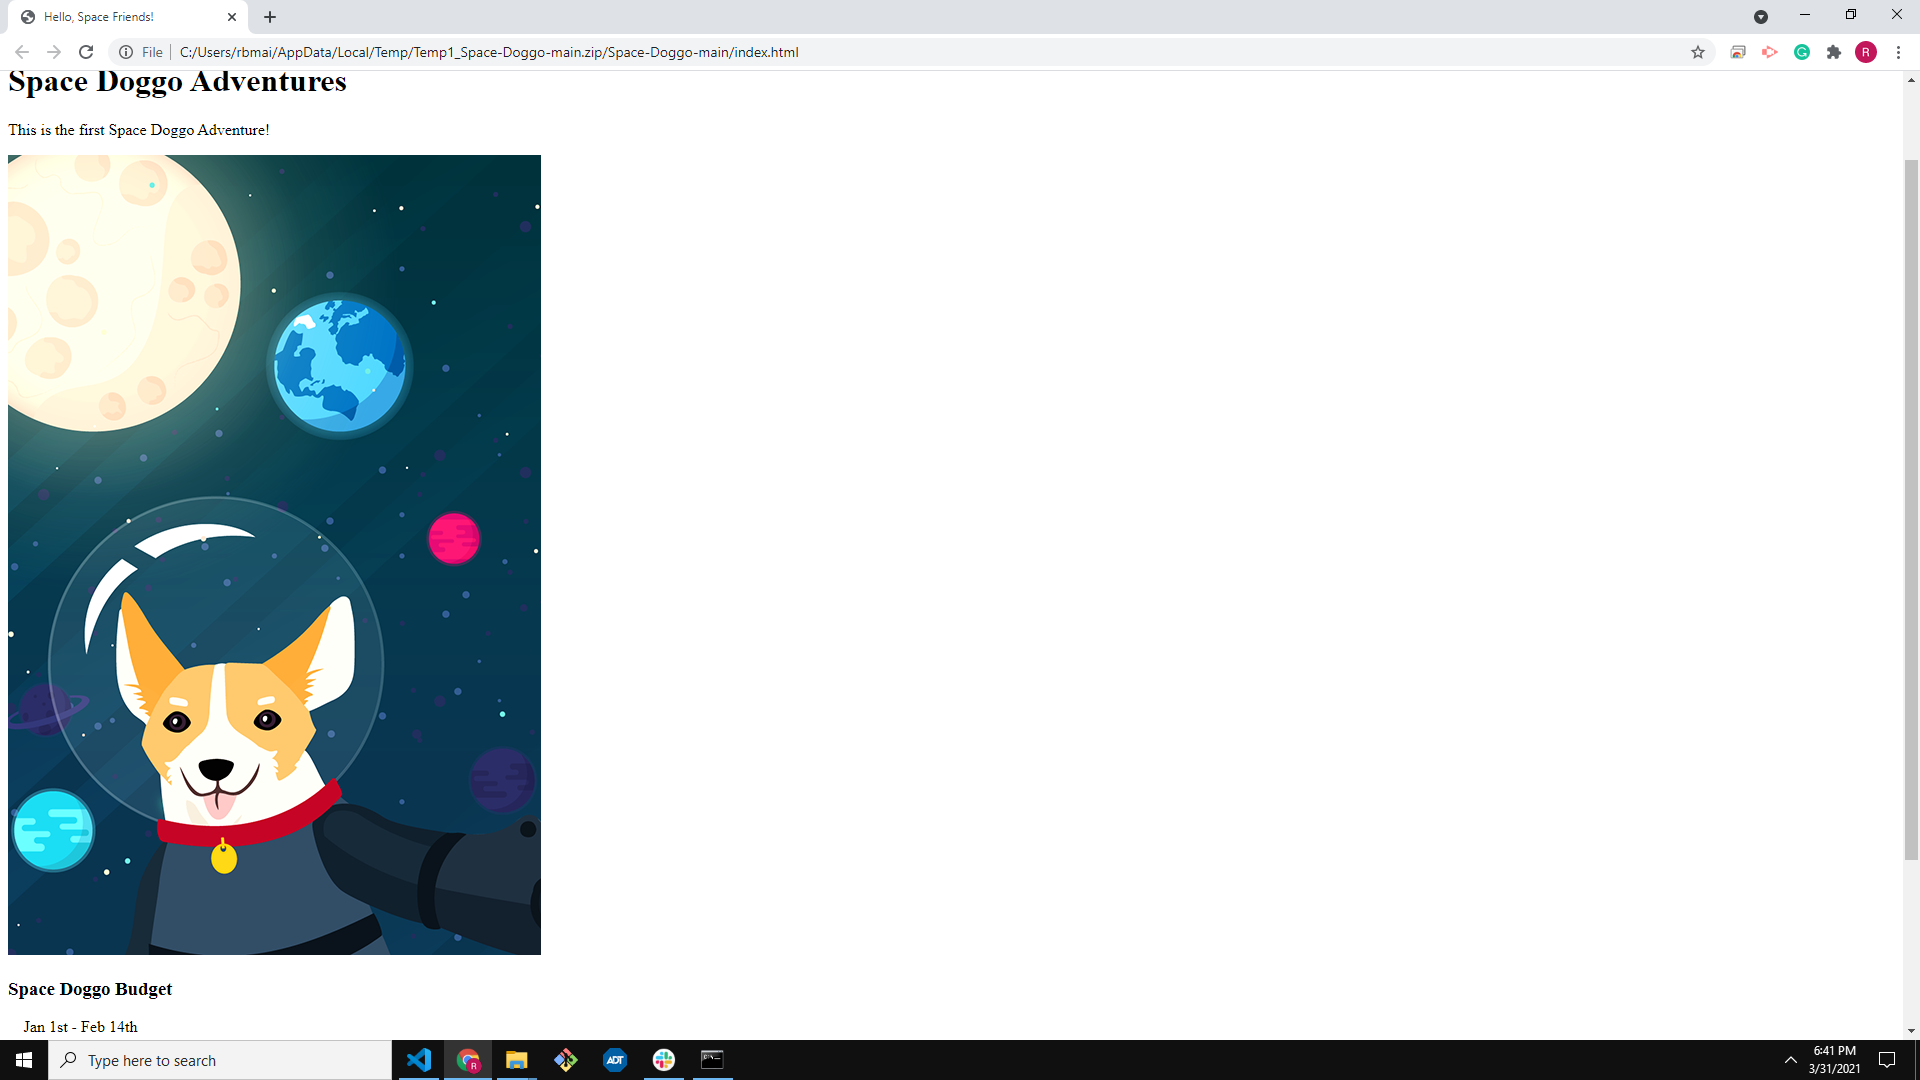 Hello, Space Friends!
File
C:/Users/rbmai/AppData/Local/Temp/Temp1_Space-Doggo-main.zip/Space-Doggo-main/index.html
R
Space Doggo Adventures
This is the first Space Doggo Adventure!
Space Doggo Budget
Jan 1st - Feb 14th
Type here to search
R
ADT
6:41 PM
3/31/2021